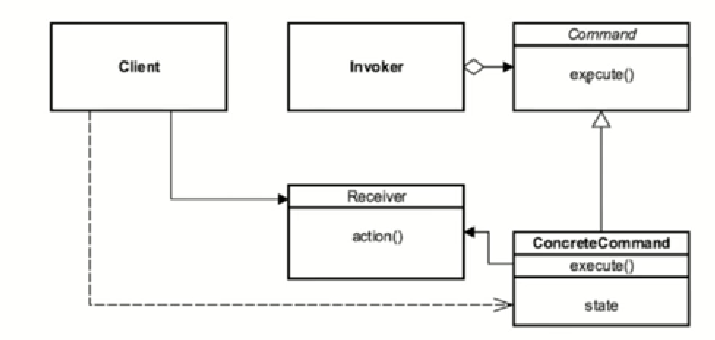 Client
Invoker
Command
execute()
Receiver
action()
ConcreteCommand
execute()
state